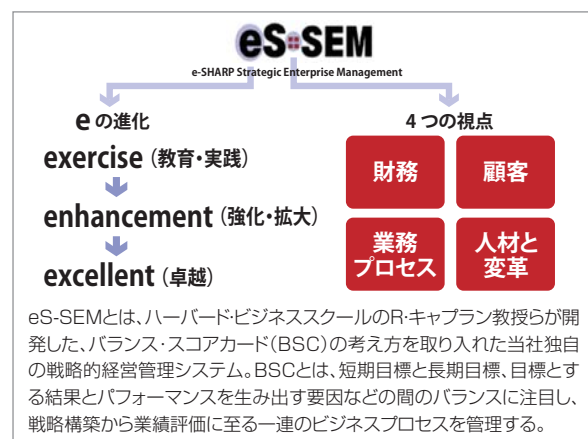 eS-SEM
e-SHARP Strategic Enterprise Management
eの進化
4つの視点
exercise（教育・実践）
enhancement（強化・拡大）
excellent（卓越）
財務
顧客
業務
プロセス
人材と
変革
eS-SEMとは、ハーバード・ビジネススクールのR・キャプラン教授らが開
発した、バランス・スコアカード（BSC）の考え方を取り入れた当社独自
の戦略的経営管理システム。BSCとは、短期目標と長期目標、目標とす
る結果とパフォーマンスを生み出す要因などの間のバランスに注目し、
戦略構築から業績評価に至る一連のビジネスプロセスを管理する。